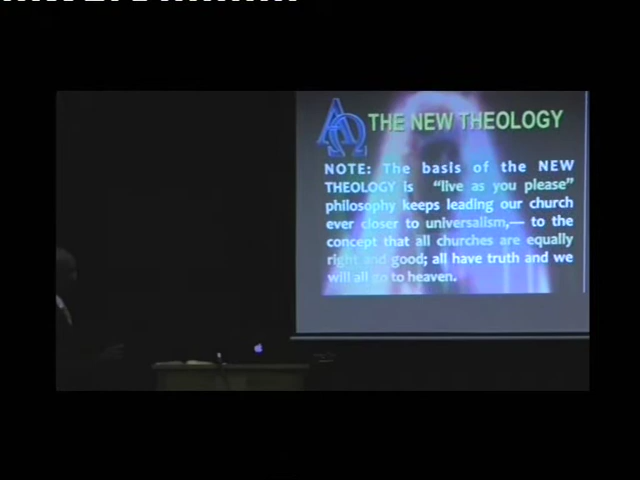 ΑΩ
THE NEW THEOLOGY
NOTE: The basis of the NEW
THEOLOGY is “live as you please”
philosophy keeps leading our church
ever closer to universalism,— to the
concept that all churches are equally
right and good; all have truth and we
will all go to heaven.